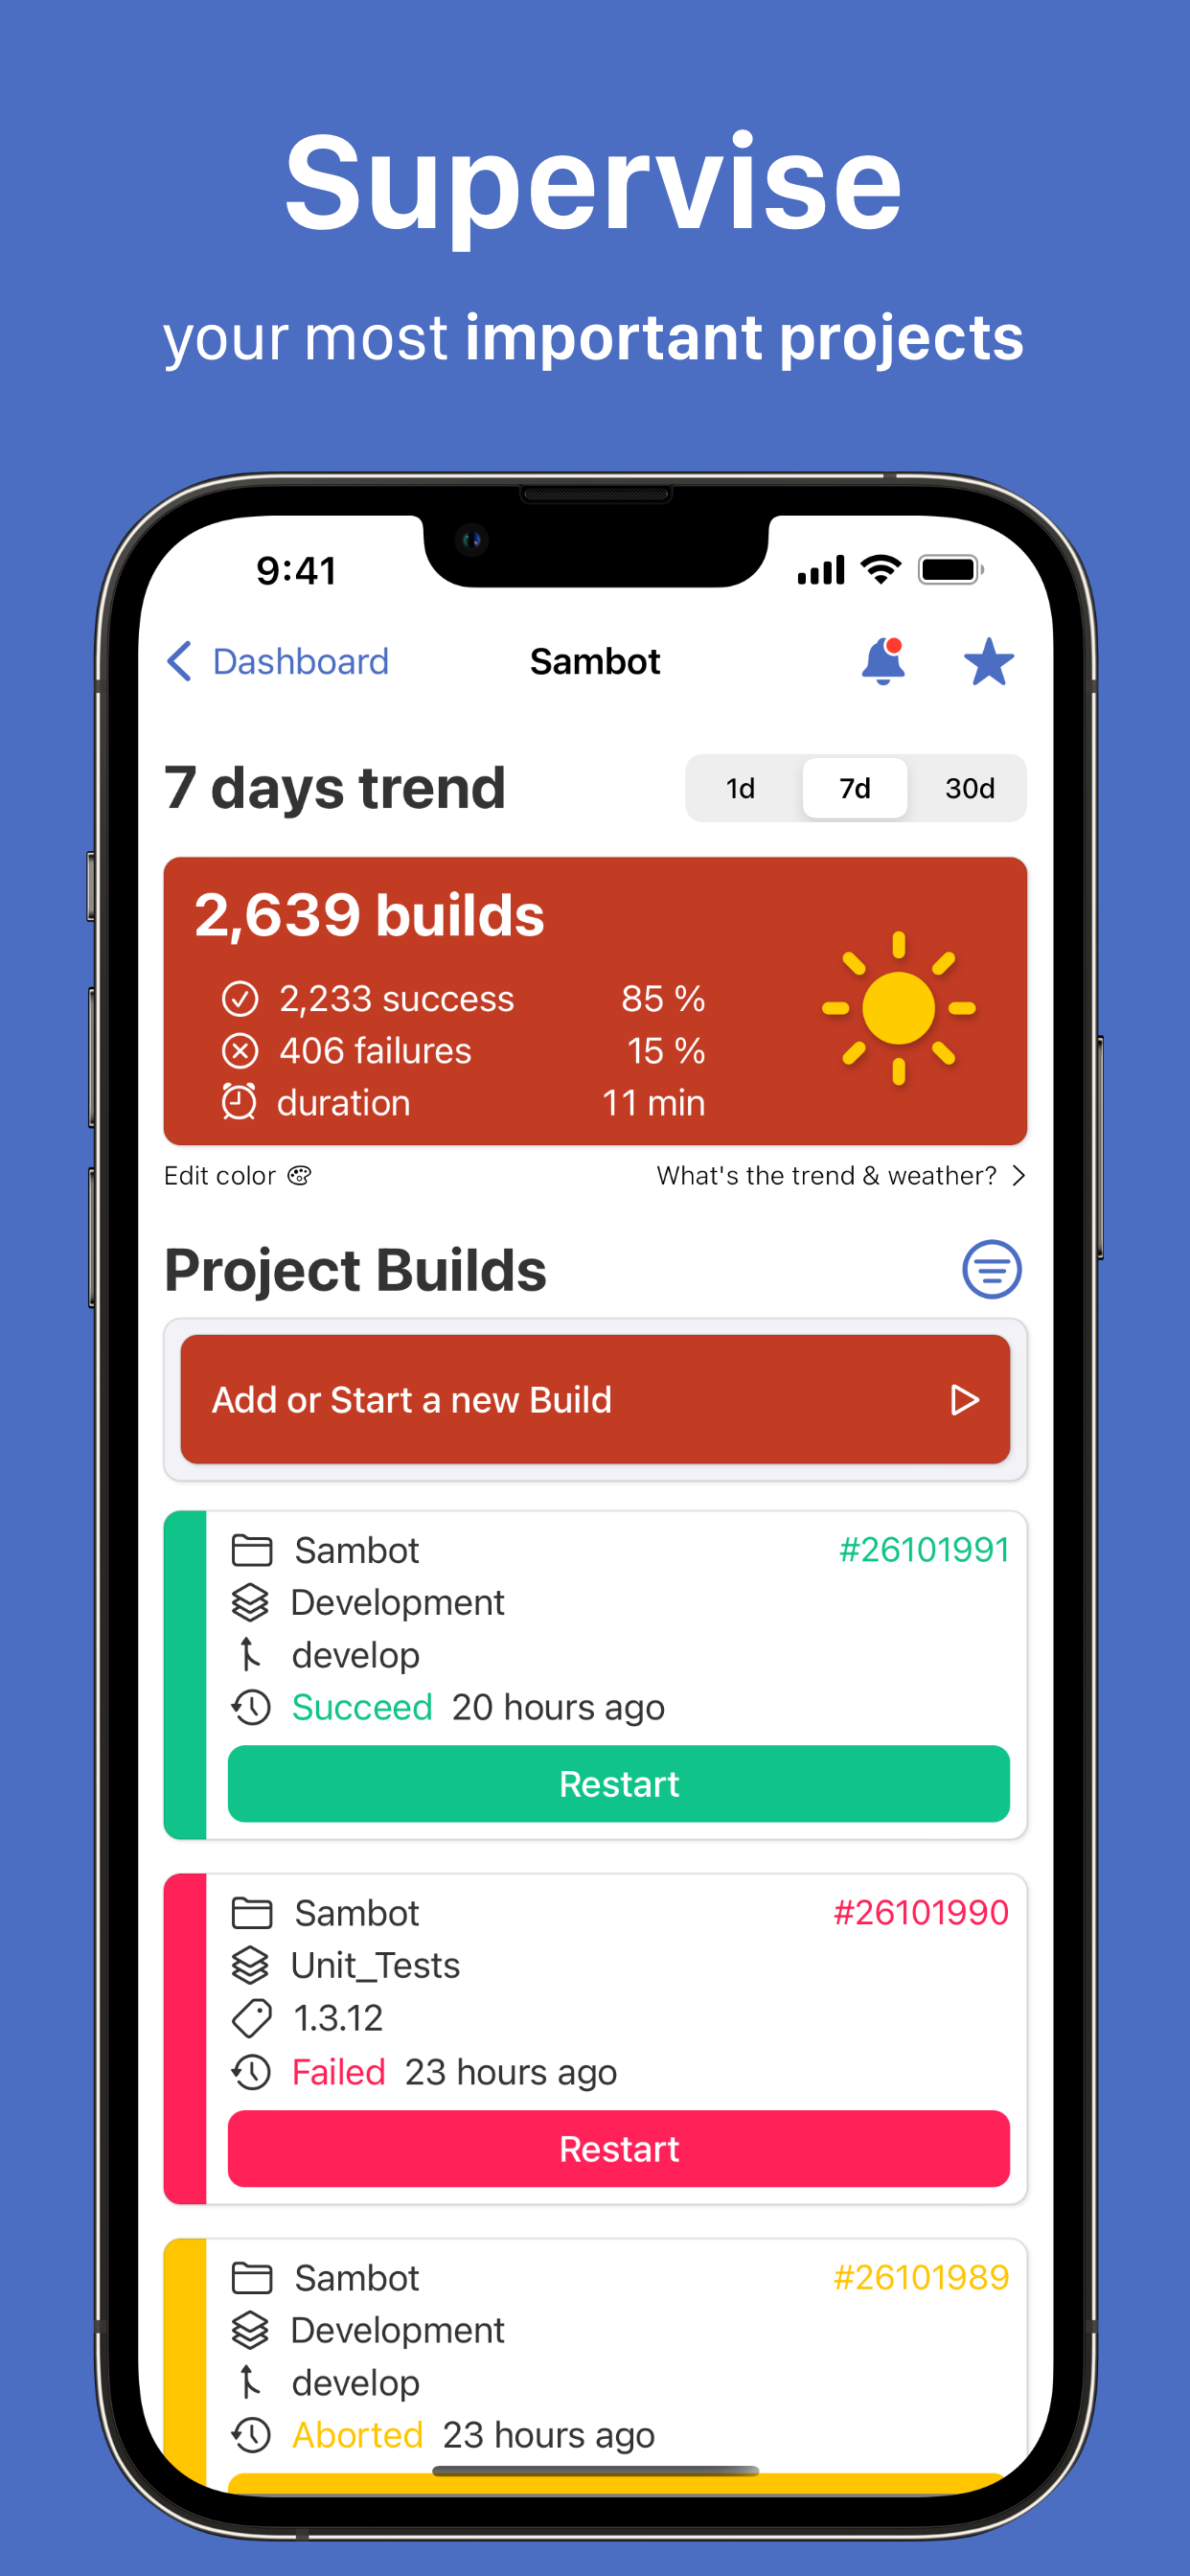 Supervise
your most important projects
9:41
Dashboard
Sambot
7 days trend
1d
7d
30d
2,639 builds
2,233 success 85 %
406 failures 15 %
duration 11 min
Edit color
What's the trend & weather?
Project Builds
Add or Start a new Build
Sambot #26101991
Development
develop
Succeed 20 hours ago
Restart
Sambot #26101990
Unit_Tests
1.3.12
Failed 23 hours ago
Restart
Sambot #26101989
Development
develop
Aborted 23 hours ago